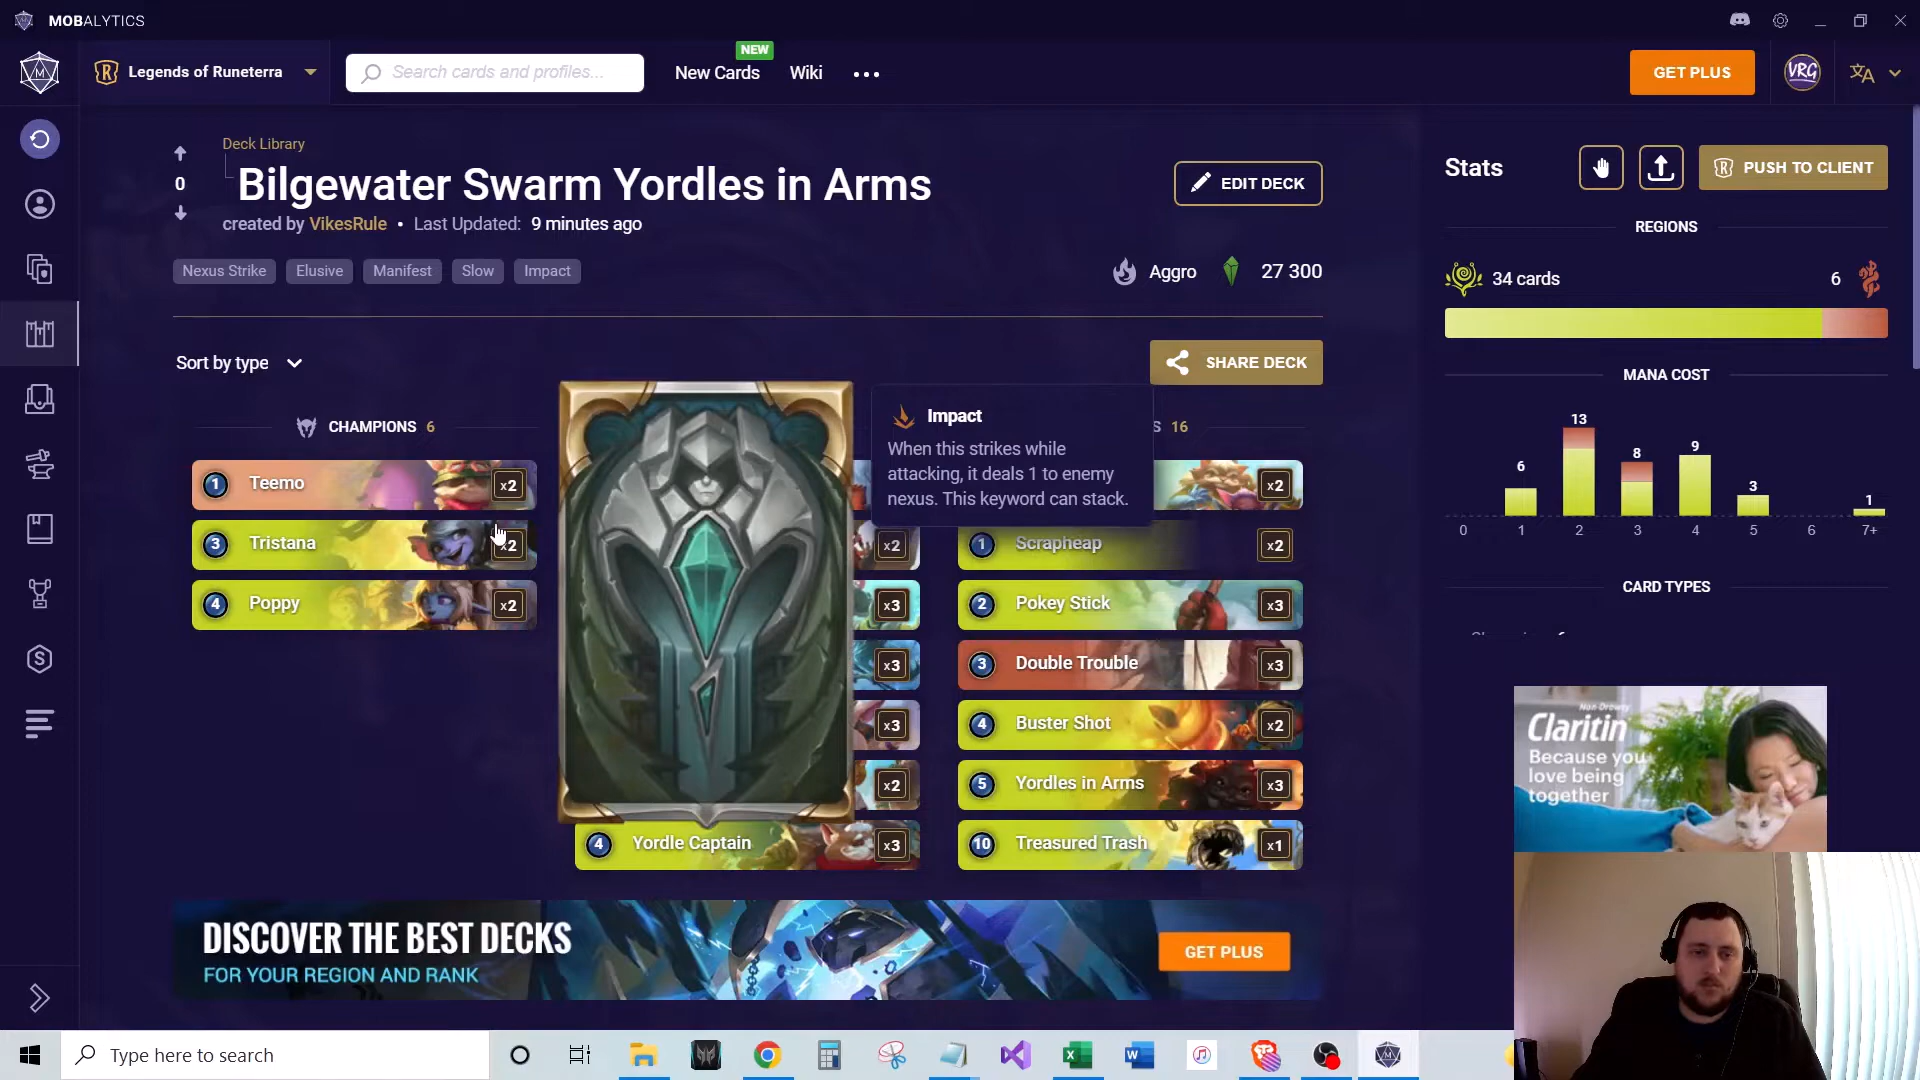 MOBALYTICS
Legends of Runeterra
Search cards and profiles...
NEW
New Cards
Wiki
GET PLUS
VRG
Deck Library
0
Bilgewater Swarm Yordles in Arms
created by VikesRule • Last Updated: 9 minutes ago
EDIT DECK
Nexus Strike
Elusive
Manifest
Slow
Impact
Aggro
27 300
Sort by type
SHARE DECK
CHAMPIONS 6
1 Teemo x2
3 Tristana x2
4 Poppy x2
Impact
When this strikes while
attacking, it deals 1 to enemy
nexus. This keyword can stack.
x2
x3
x3
x3
x2
4 Yordle Captain x3
S 16
x2
1 Scrapheap x2
2 Pokey Stick x3
3 Double Trouble x3
4 Buster Shot x2
5 Yordles in Arms x3
10 Treasured Trash x1
DISCOVER THE BEST DECKS
FOR YOUR REGION AND RANK
GET PLUS
Stats
PUSH TO CLIENT
REGIONS
34 cards
6
MANA COST
6 13 8 9 3 1
0 1 2 3 4 5 6 7+
CARD TYPES
Non-Drowsy
Claritin
Because you
love being
together
Type here to search